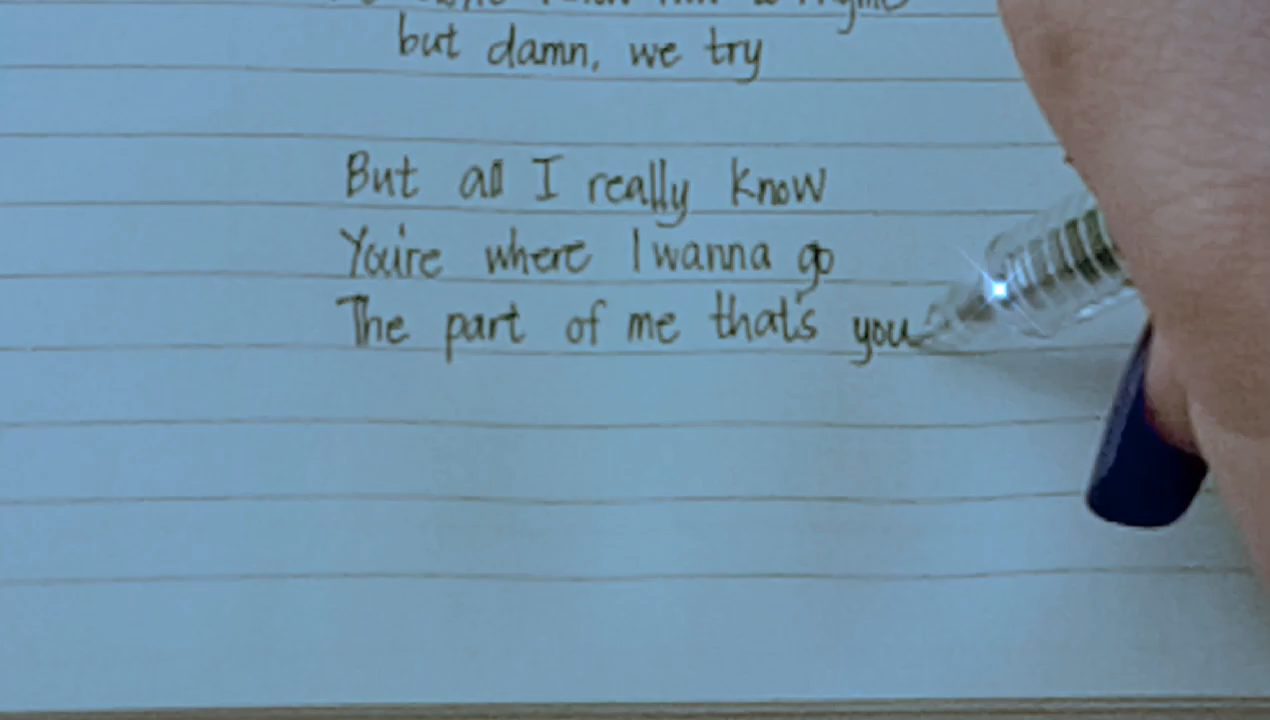 but damn, we try
But all I really know
You're where I wanna go
The part of me that's you